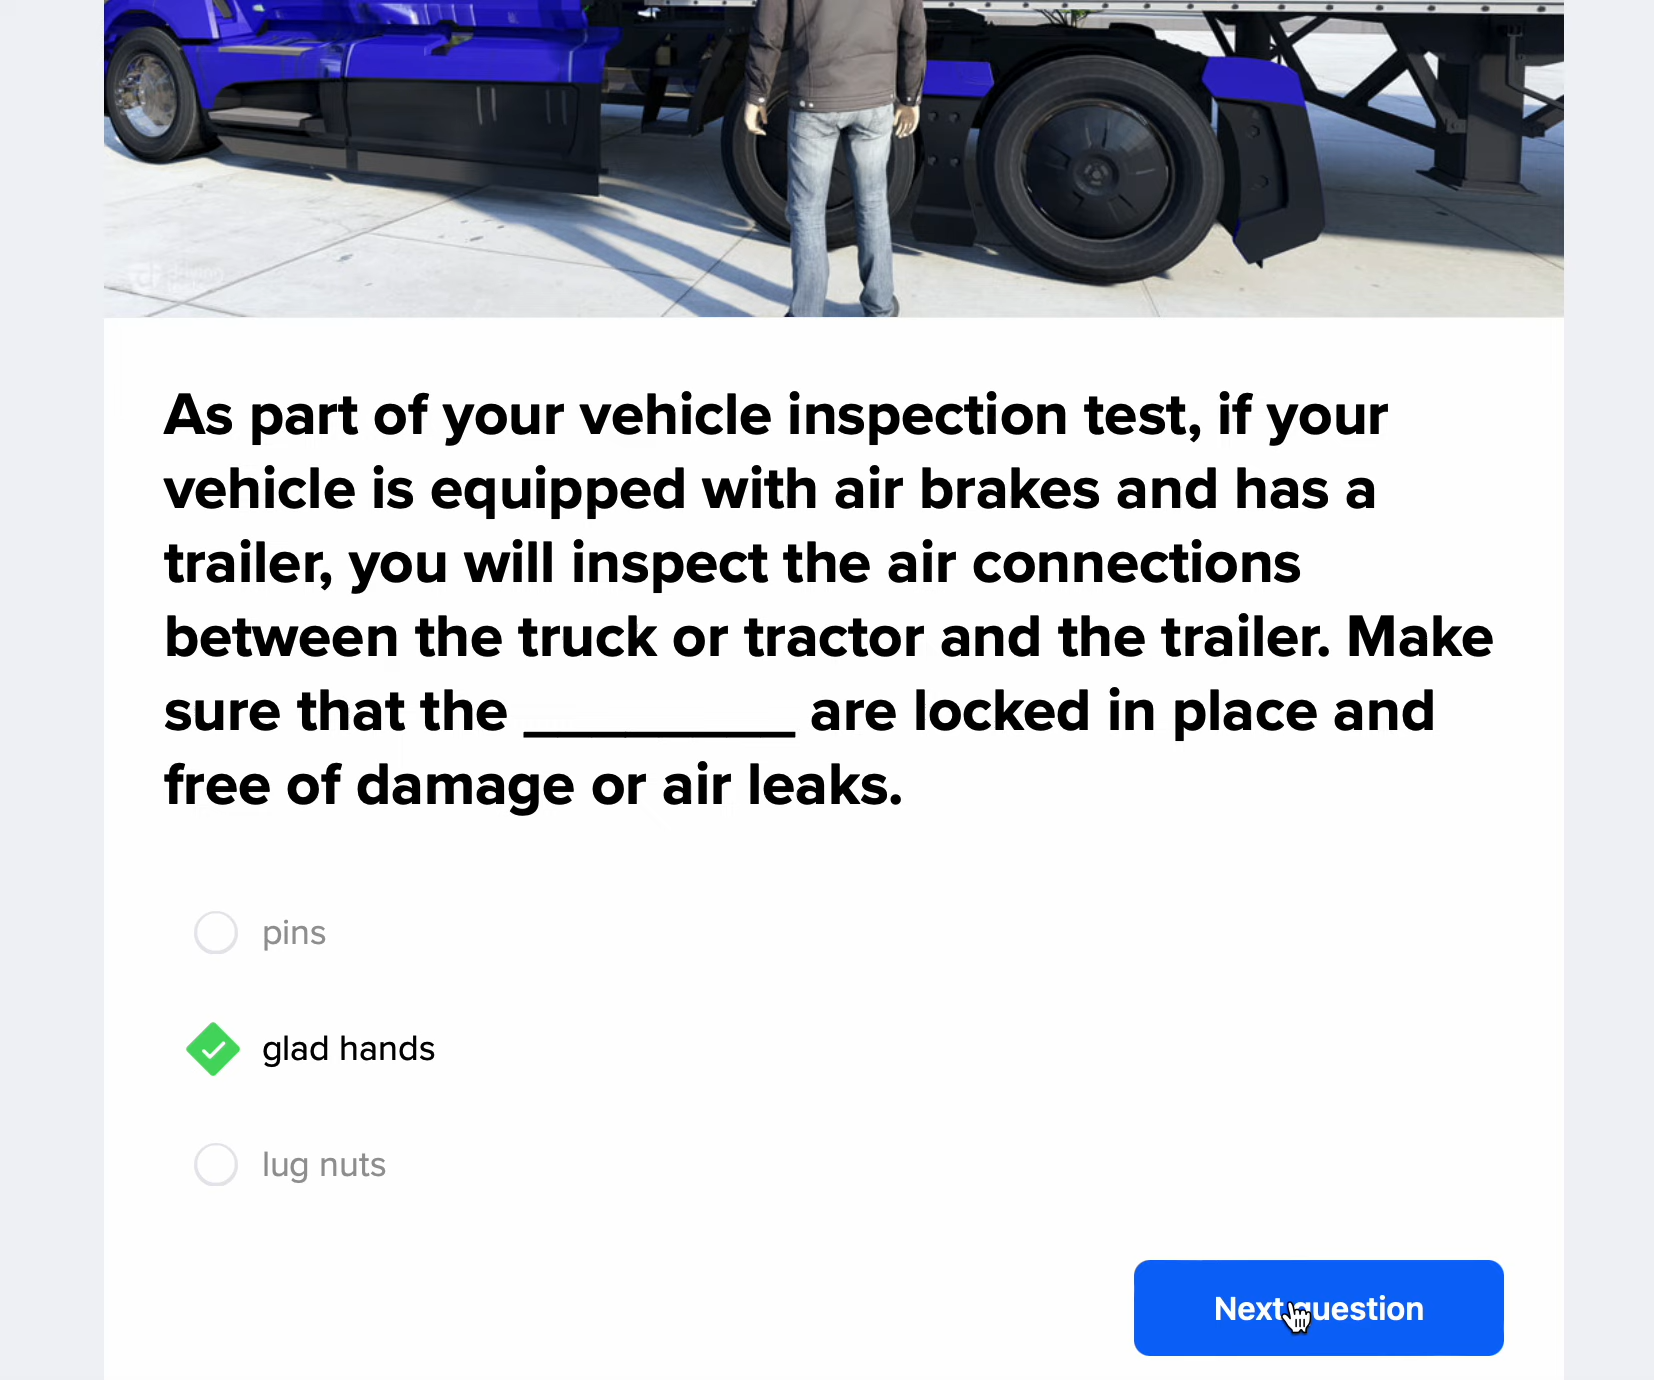 As part of your vehicle inspection test, if your
vehicle is equipped with air brakes and has a
trailer, you will inspect the air connections
between the truck or tractor and the trailer. Make
sure that the _________ are locked in place and
free of damage or air leaks.
pins
glad hands
lug nuts
Next question